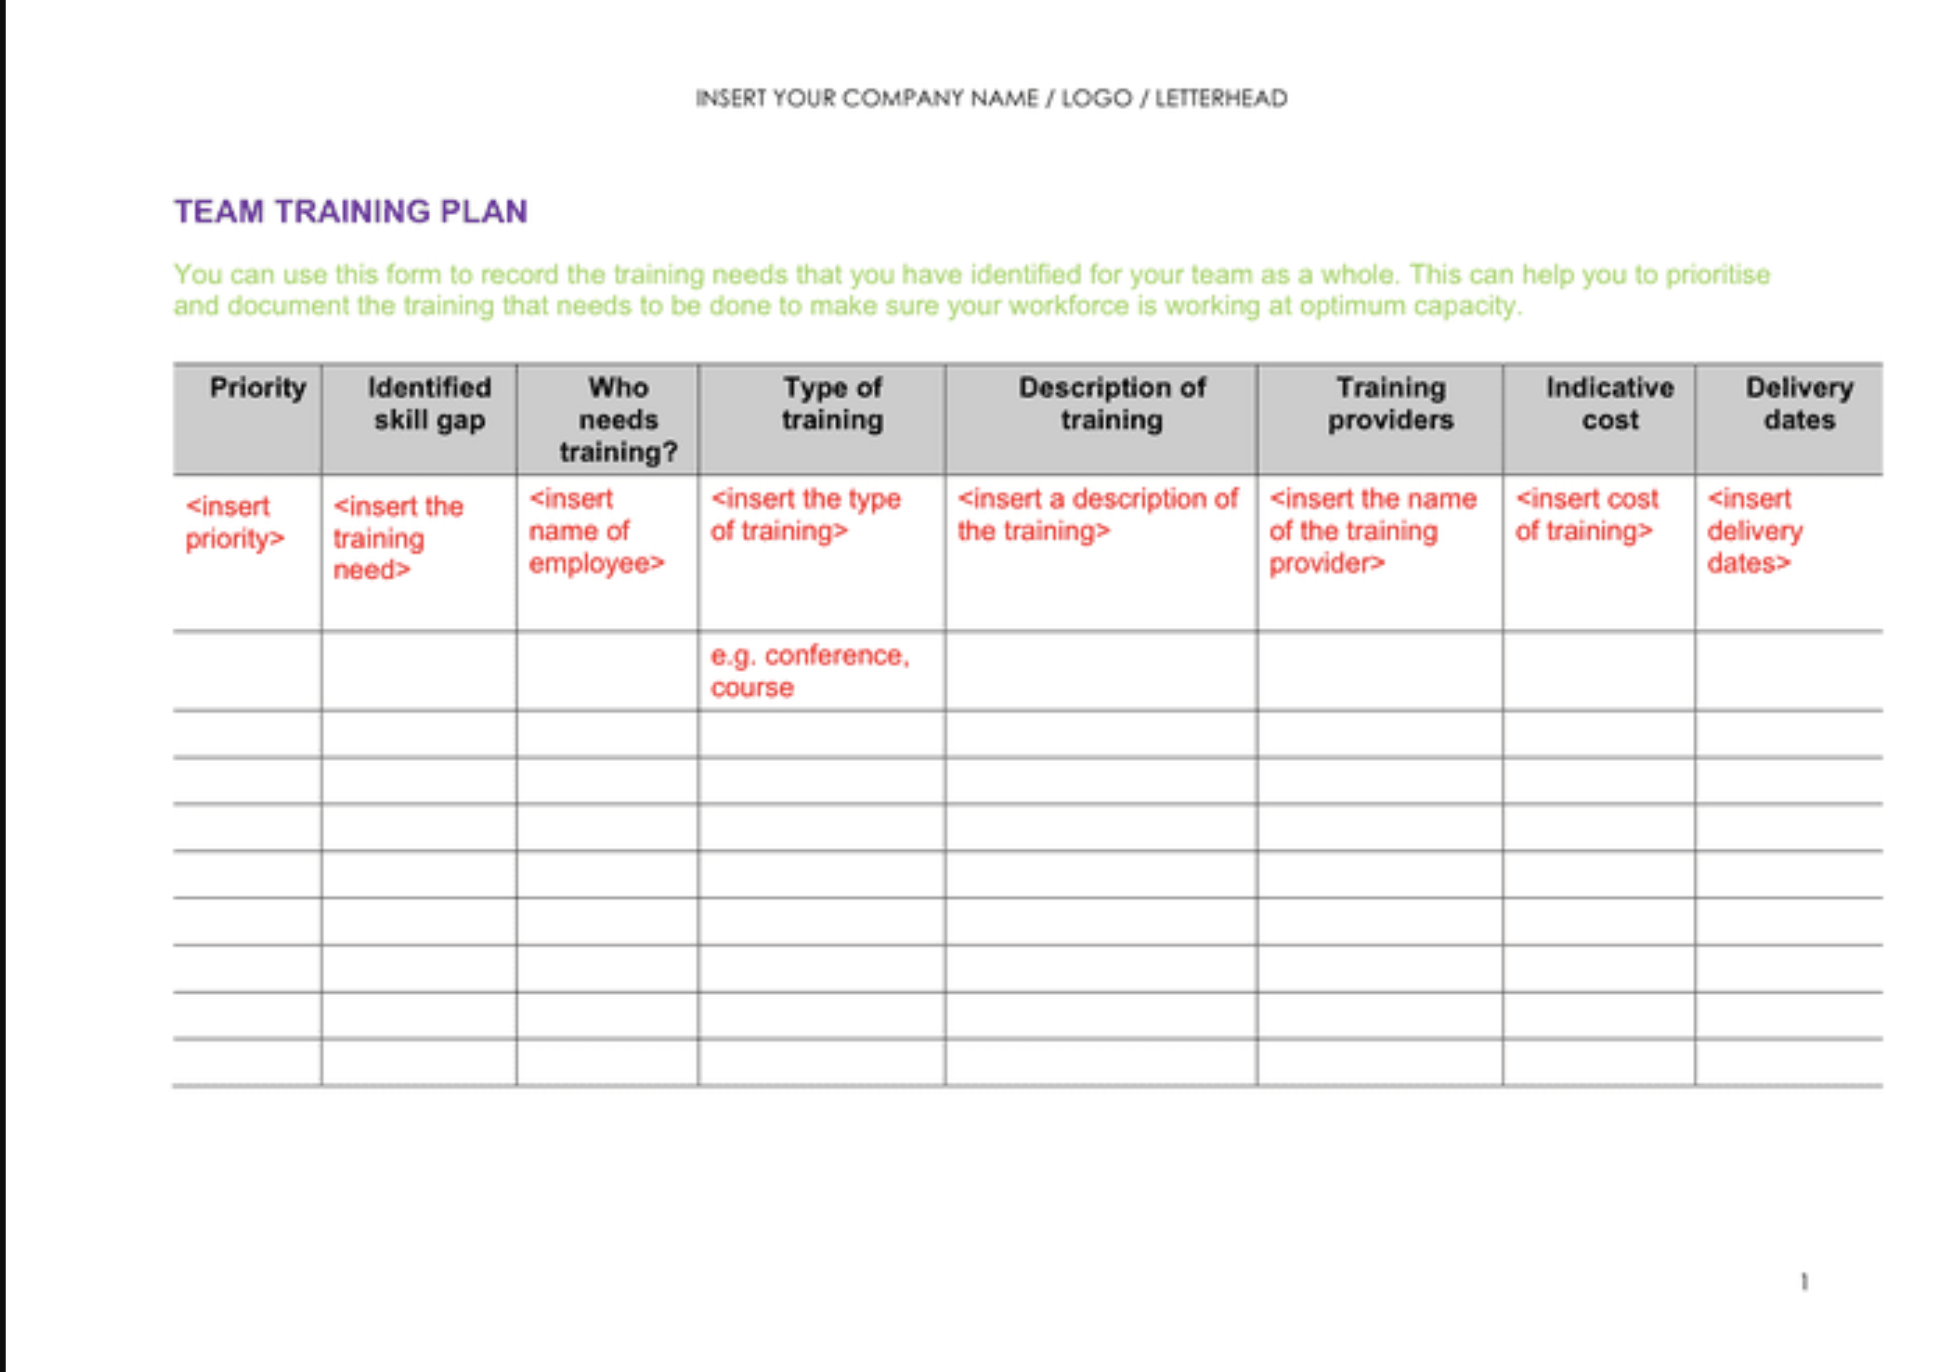 INSERT YOUR COMPANY NAME / LOGO / LETTERHEAD
TEAM TRAINING PLAN
You can use this form to record the training needs that you have identified for your team as a whole. This can help you to prioritise
and document the training that needs to be done to make sure your workforce is working at optimum capacity.
Priority
Identified
skill gap
Who
needs
training?
Type of
training
Description of
training
Training
providers
Indicative
cost
Delivery
dates
<insert
priority>
<insert the
training
need>
<insert
name of
employee>
<insert the type
of training>
<insert a description of
the training>
<insert the name
of the training
provider>
<insert cost
of training>
<insert
delivery
dates>
e.g. conference,
course
1